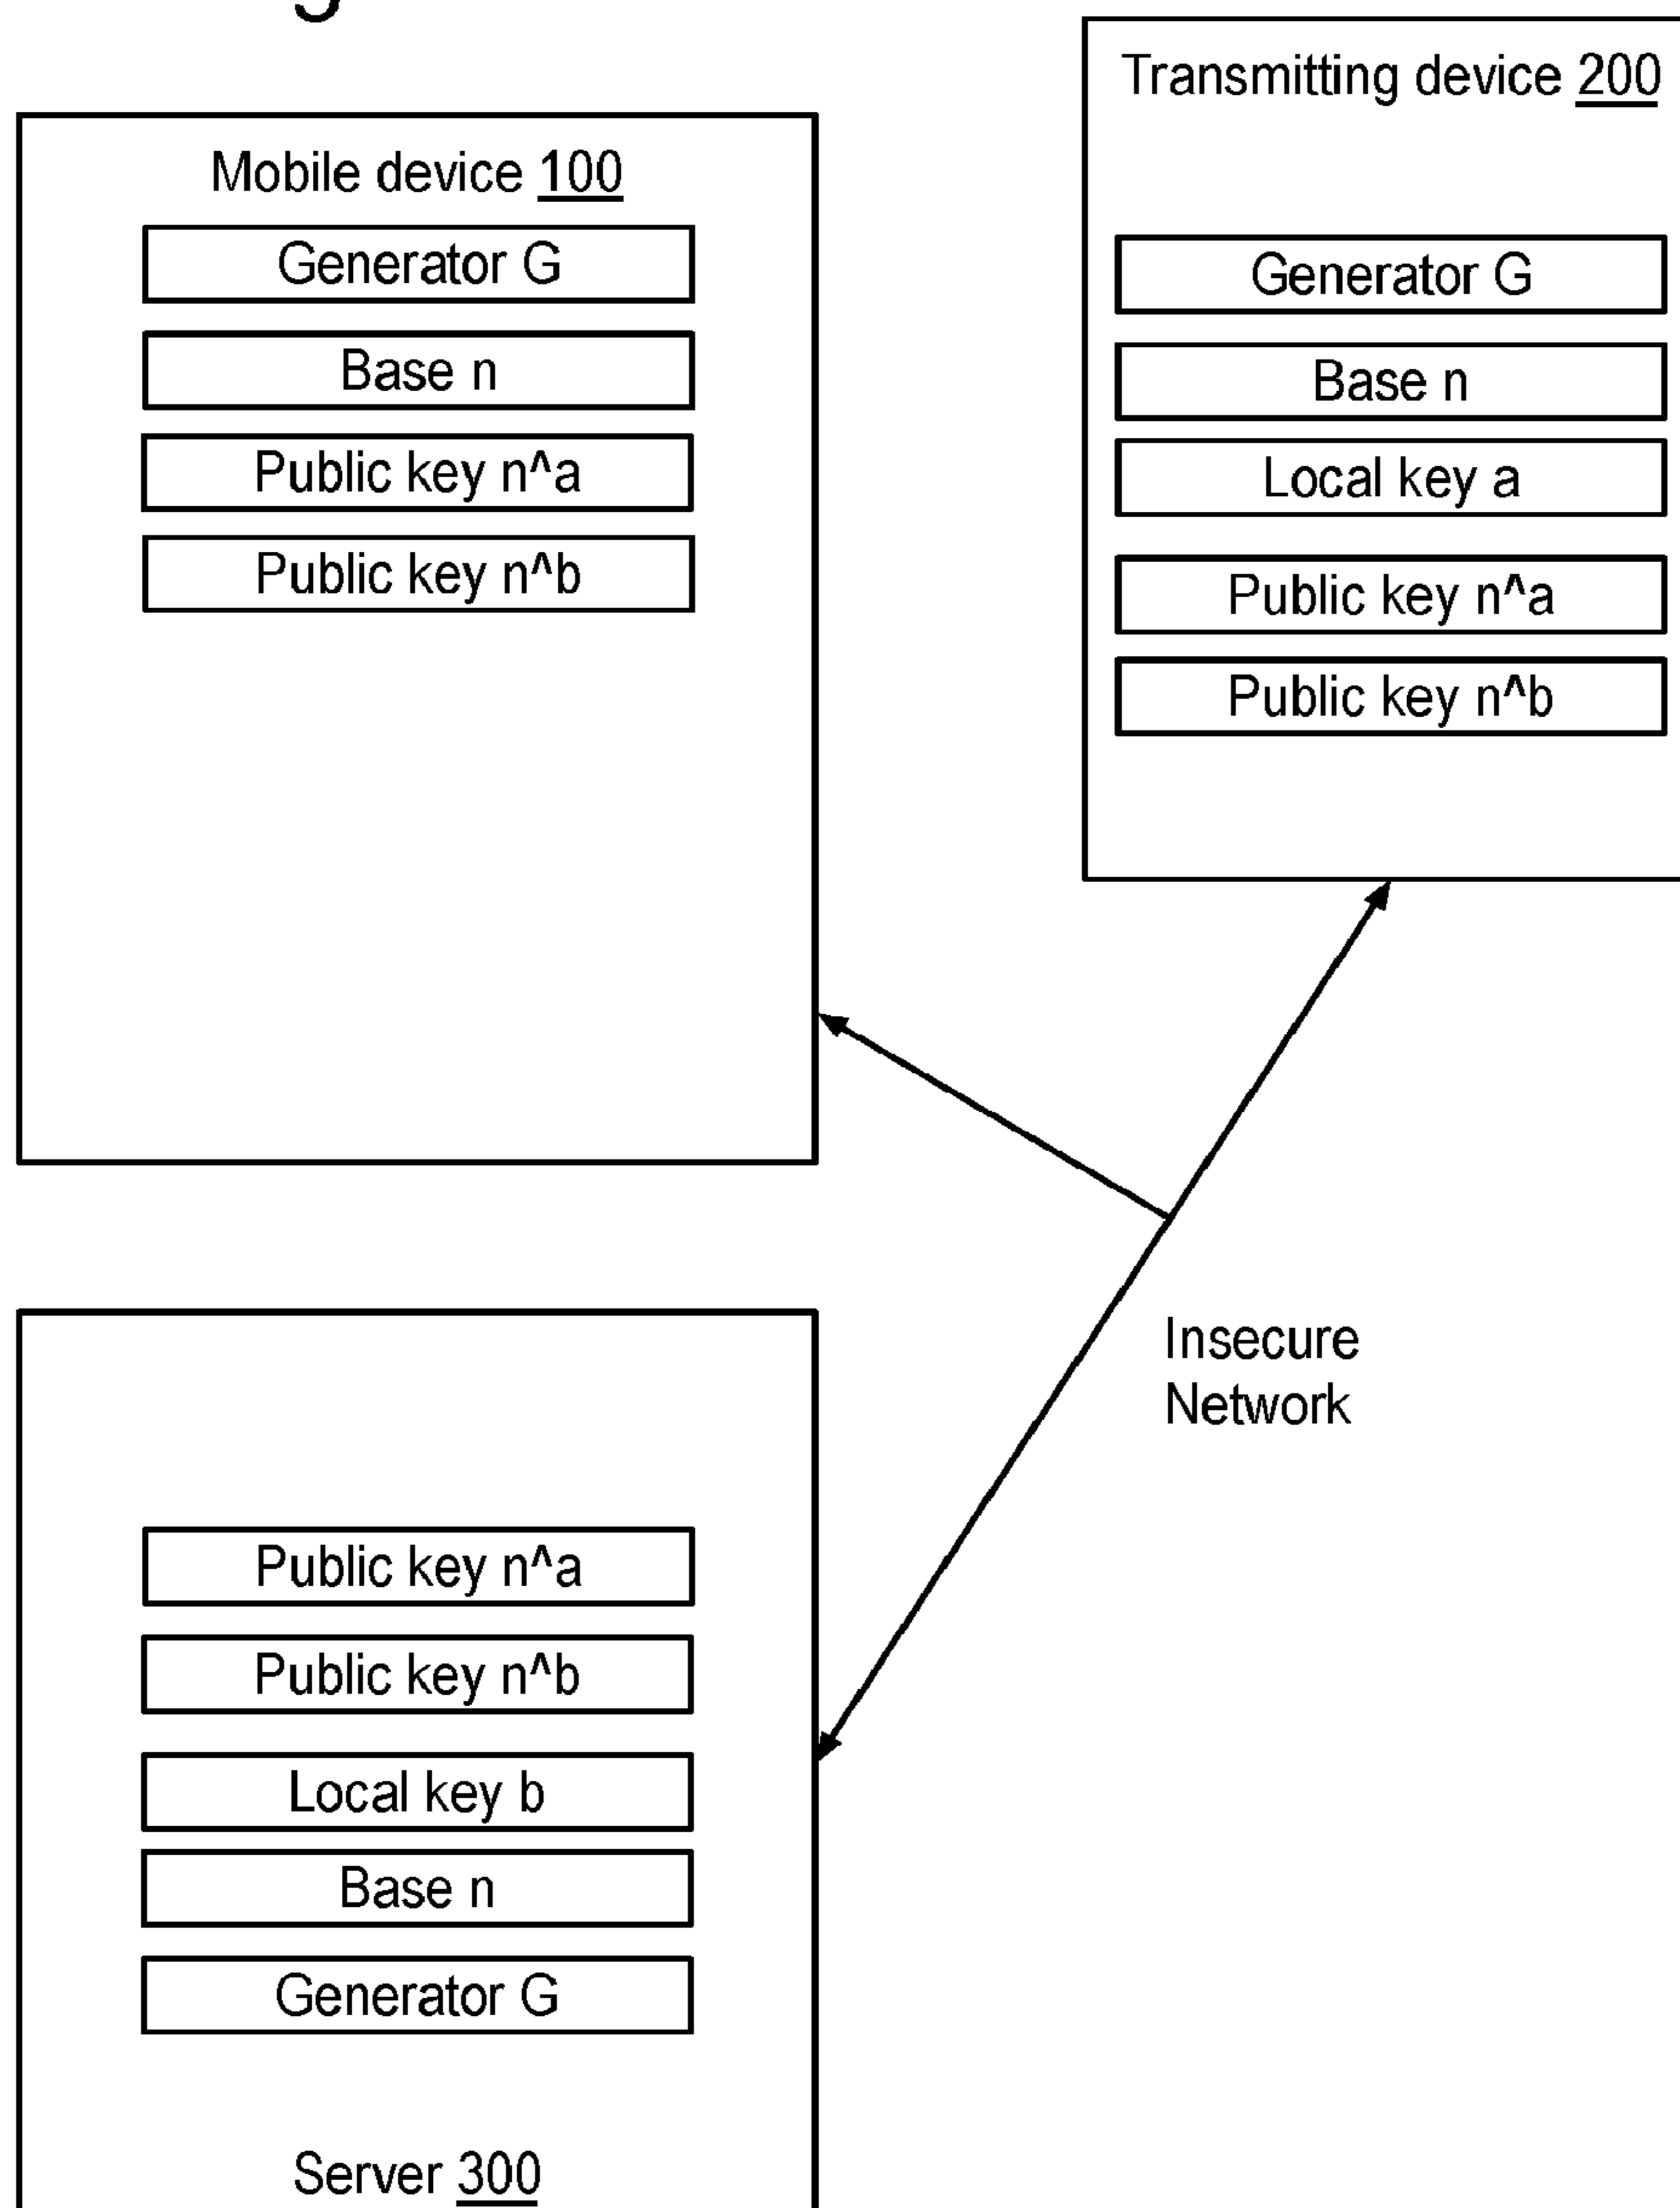 Mobile device 100
Generator G
Base n
Public key n^a
Public key n^b
Transmitting device 200
Generator G
Base n
Local key a
Public key n^a
Public key n^b
Insecure
Network
Public key n^a
Public key n^b
Local key b
Base n
Generator G
Server 300